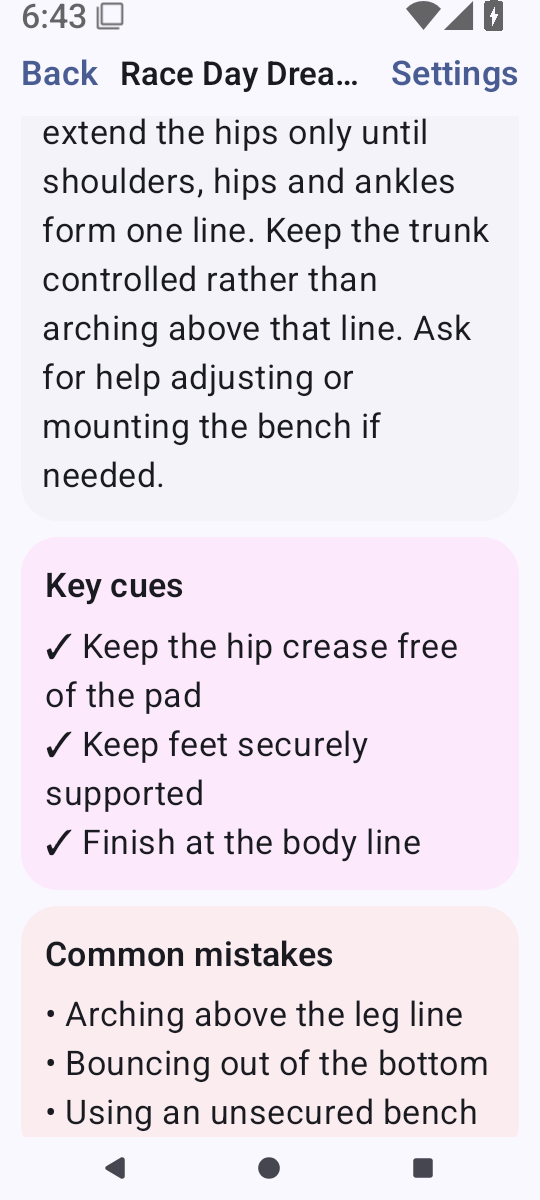 6:43
Back Race Day Drea... Settings
extend the hips only until
shoulders, hips and ankles
form one line. Keep the trunk
controlled rather than
arching above that line. Ask
for help adjusting or
mounting the bench if
needed.
Key cues
✓ Keep the hip crease free
of the pad
✓ Keep feet securely
supported
✓ Finish at the body line
Common mistakes
• Arching above the leg line
• Bouncing out of the bottom
• Using an unsecured bench